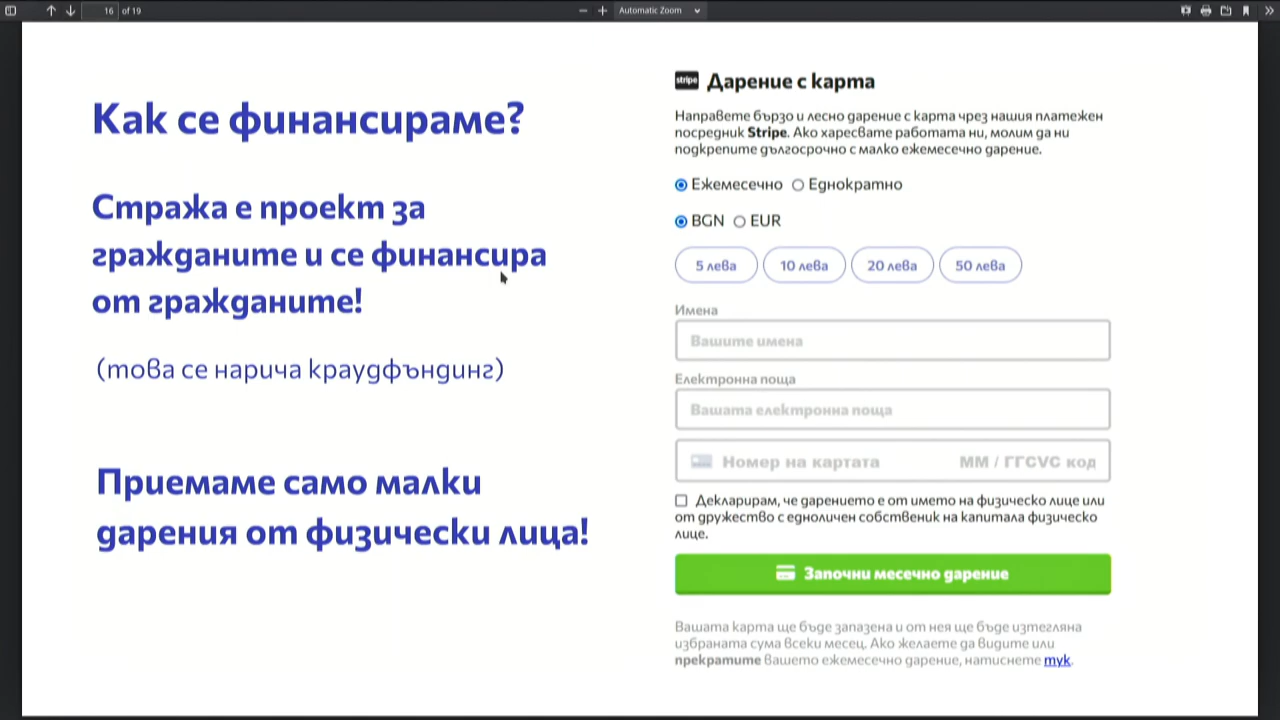 16 of 19
Automatic Zoom
Как се финансираме?
Стража е проект за
гражданите и се финансира
от гражданите!
(това се нарича краудфъндинг)
Приемаме само малки
дарения от физически лица!
stripe Дарение с карта
Направете бързо и лесно дарение с карта чрез нашия платежен
посредник Stripe. Ако харесвате работата ни, молим да ни
подкрепите дългосрочно с малко ежемесечно дарение.
Ежемесечно Еднократно
BGN EUR
5 лева 10 лева 20 лева 50 лева
Имена
Вашите имена
Електронна поща
Вашата електронна поща
Номер на картата ММ / ГГCVC код
Декларирам, че дарението е от името на физическо лице или
от дружество с едноличен собственик на капитала физическо
лице.
Започни месечно дарение
Вашата карта ще бъде запазена и от нея ще бъде изтегляна
избраната сума всеки месец. Ако желаете да видите или
прекратите вашето ежемесечно дарение, натиснете тук.